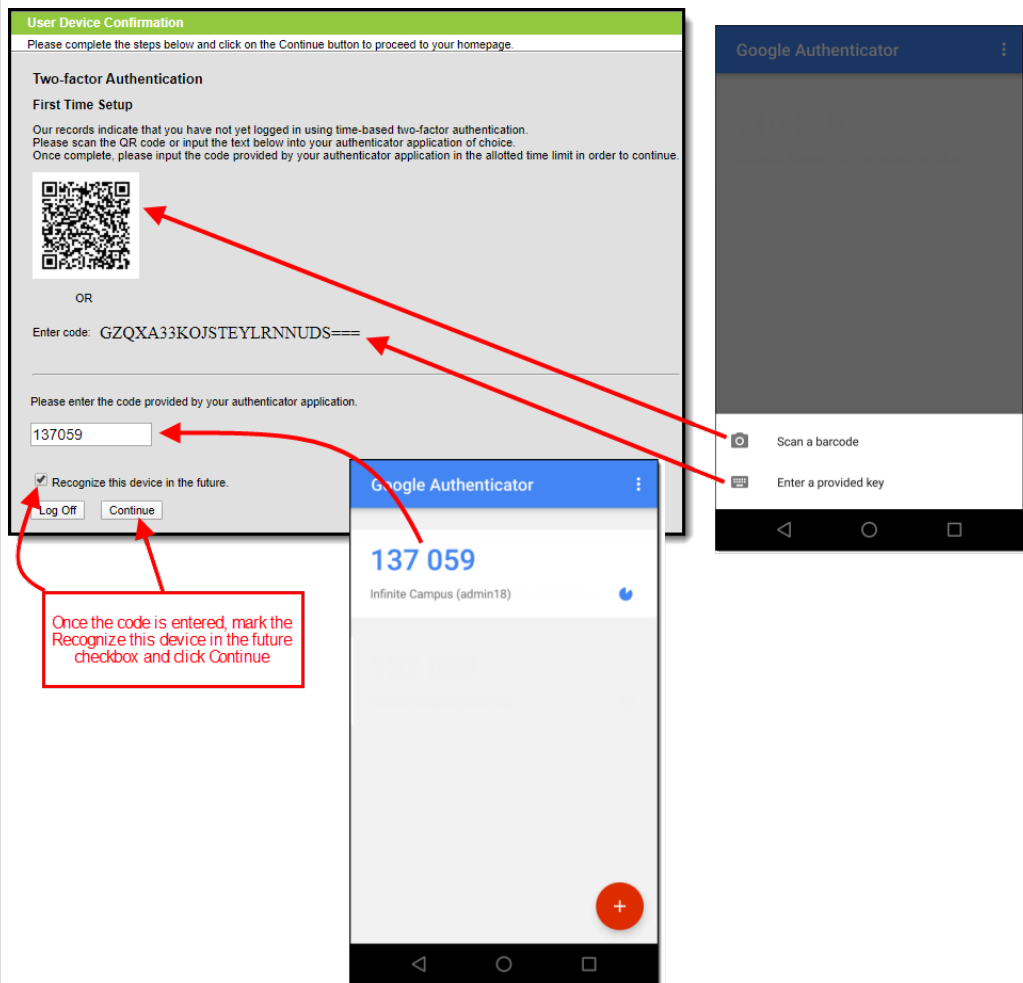 User Device Confirmation
Please complete the steps below and click on the Continue button to proceed to your homepage.
Two-factor Authentication
First Time Setup
Our records indicate that you have not yet logged in using time-based two-factor authentication.
Please scan the QR code or input the text below into your authenticator application of choice.
Once complete, please input the code provided by your authenticator application in the allotted time limit in order to continue.
OR
Enter code: GZQXA33KOJSTEYLRNNUDS===
Please enter the code provided by your authenticator application.
137059
Recognize this device in the future.
Log Off Continue
Once the code is entered, mark the
Recognize this device in the future
checkbox and click Continue
Google Authenticator
137 059
Infinite Campus (admin18)
+
Google Authenticator
Scan a barcode
Enter a provided key